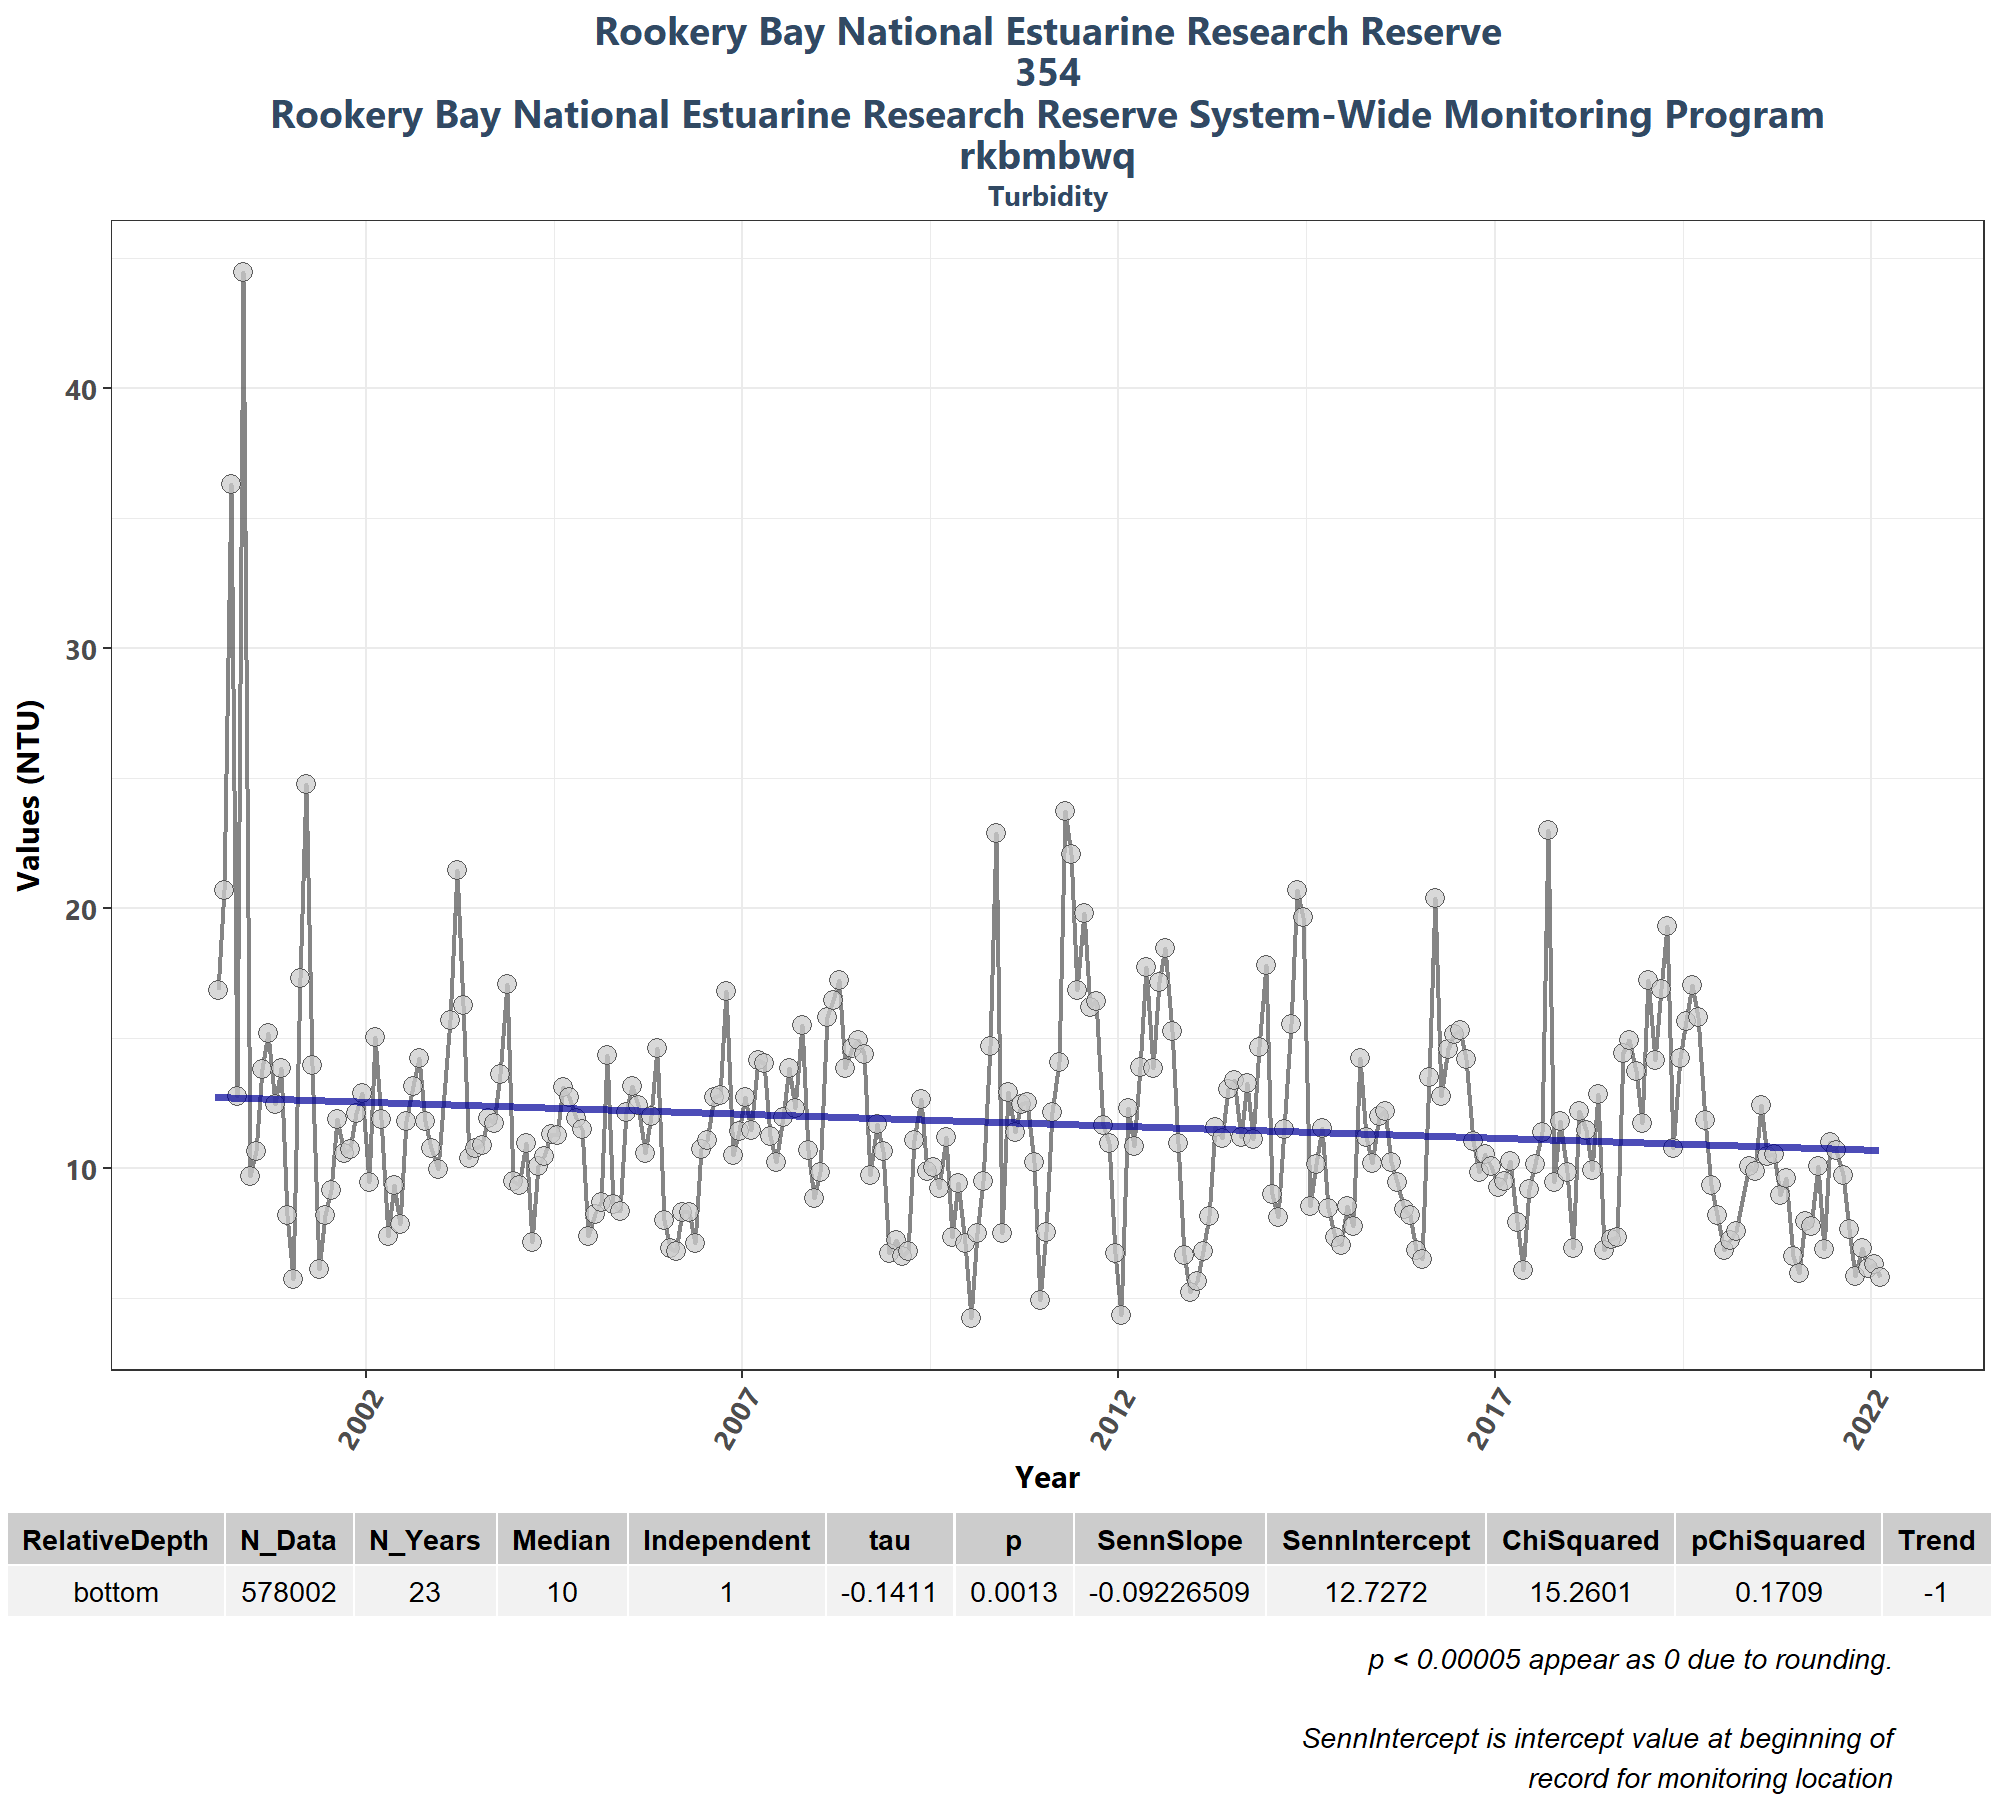 Rookery Bay National Estuarine Research Reserve
354
Rookery Bay National Estuarine Research Reserve System-Wide Monitoring Program
rkbmbwq
Turbidity
Values (NTU)
40
30
20
10
2002 2007 2012 2017 2022
Year
RelativeDepth N_Data N_Years Median Independent tau p SennSlope SennIntercept ChiSquared pChiSquared Trend
bottom 578002 23 10 1 -0.1411 0.0013 -0.09226509 12.7272 15.2601 0.1709 -1
p < 0.00005 appear as 0 due to rounding.
SennIntercept is intercept value at beginning of
record for monitoring location